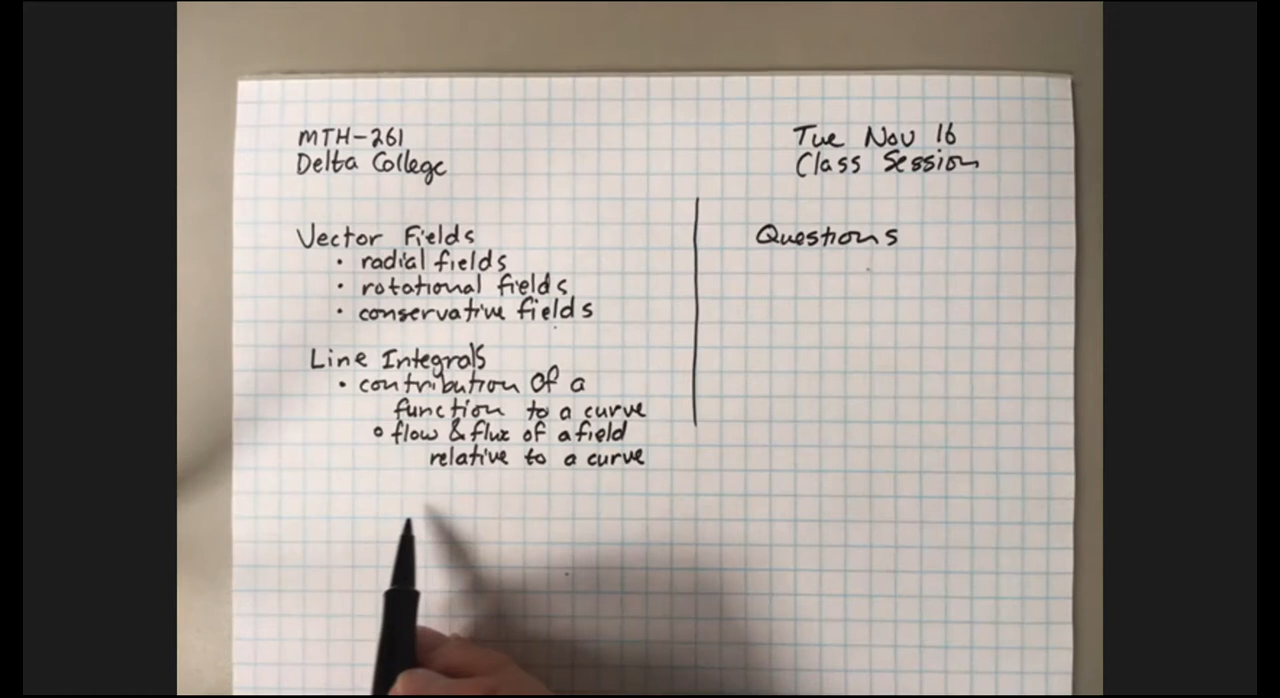 MTH-261
Delta College
Tue Nov 16
Class Session
Vector Fields
• radial fields
• rotational fields
• conservative fields
Line Integrals
• contribution of a
function to a curve
• flow & flux of a field
relative to a curve
Questions